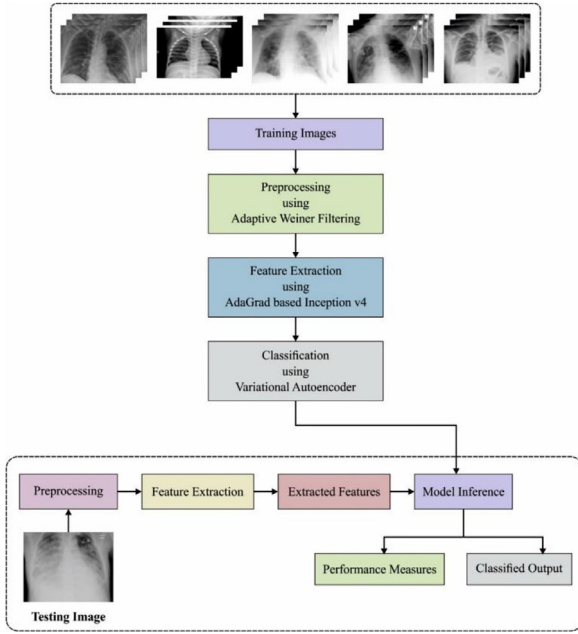 Training Images
Preprocessing
using
Adaptive Weiner Filtering
Feature Extraction
using
AdaGrad based Inception v4
Classification
using
Variational Autoencoder
Preprocessing
Feature Extraction
Extracted Features
Model Inference
Performance Measures
Classified Output
Testing Image